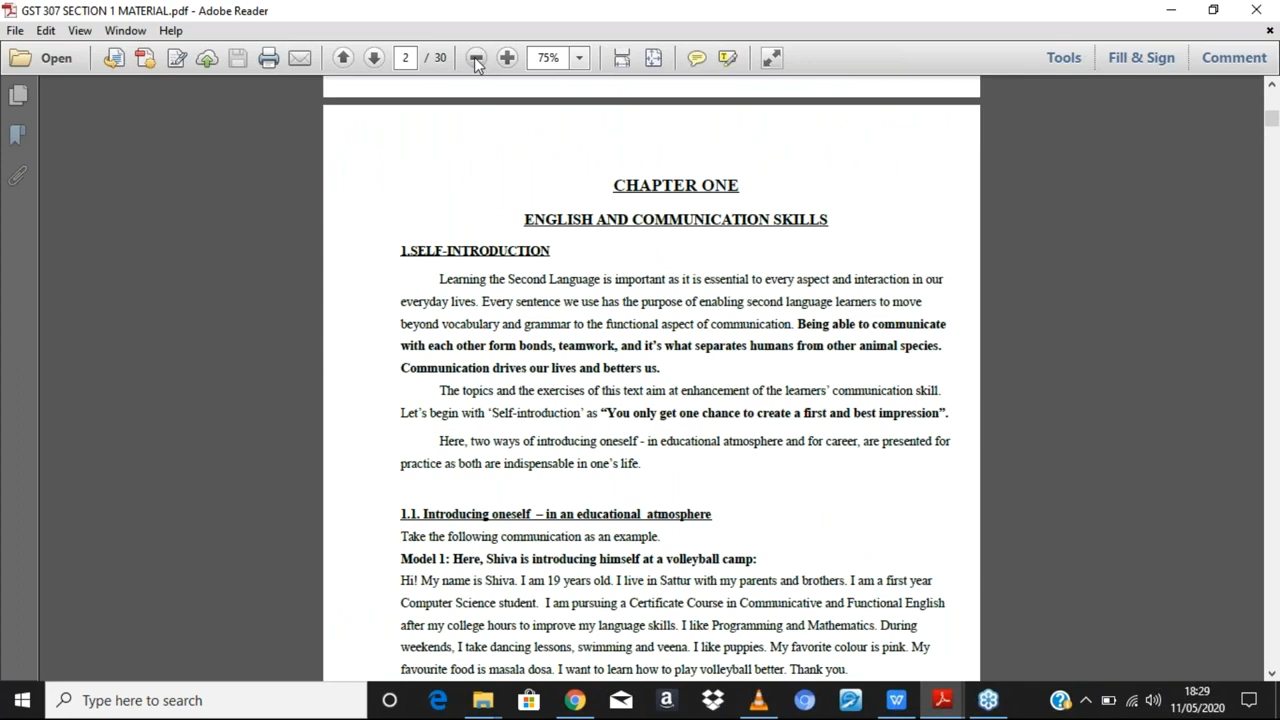 GST 307 SECTION 1 MATERIAL.pdf - Adobe Reader
File Edit View Window Help
Open 2 / 30 75% Tools Fill & Sign Comment
CHAPTER ONE
ENGLISH AND COMMUNICATION SKILLS
1.SELF-INTRODUCTION
Learning the Second Language is important as it is essential to every aspect and interaction in our
everyday lives. Every sentence we use has the purpose of enabling second language learners to move
beyond vocabulary and grammar to the functional aspect of communication. Being able to communicate
with each other form bonds, teamwork, and it's what separates humans from other animal species.
Communication drives our lives and betters us.
The topics and the exercises of this text aim at enhancement of the learners' communication skill.
Let's begin with ‘Self-introduction’ as “You only get one chance to create a first and best impression”.
Here, two ways of introducing oneself - in educational atmosphere and for career, are presented for
practice as both are indispensable in one's life.
1.1. Introducing oneself – in an educational atmosphere
Take the following communication as an example.
Model 1: Here, Shiva is introducing himself at a volleyball camp:
Hi! My name is Shiva. I am 19 years old. I live in Sattur with my parents and brothers. I am a first year
Computer Science student. I am pursuing a Certificate Course in Communicative and Functional English
after my college hours to improve my language skills. I like Programming and Mathematics. During
weekends, I take dancing lessons, swimming and veena. I like puppies. My favorite colour is pink. My
favourite food is masala dosa. I want to learn how to play volleyball better. Thank you.
Type here to search
18:29
11/05/2020